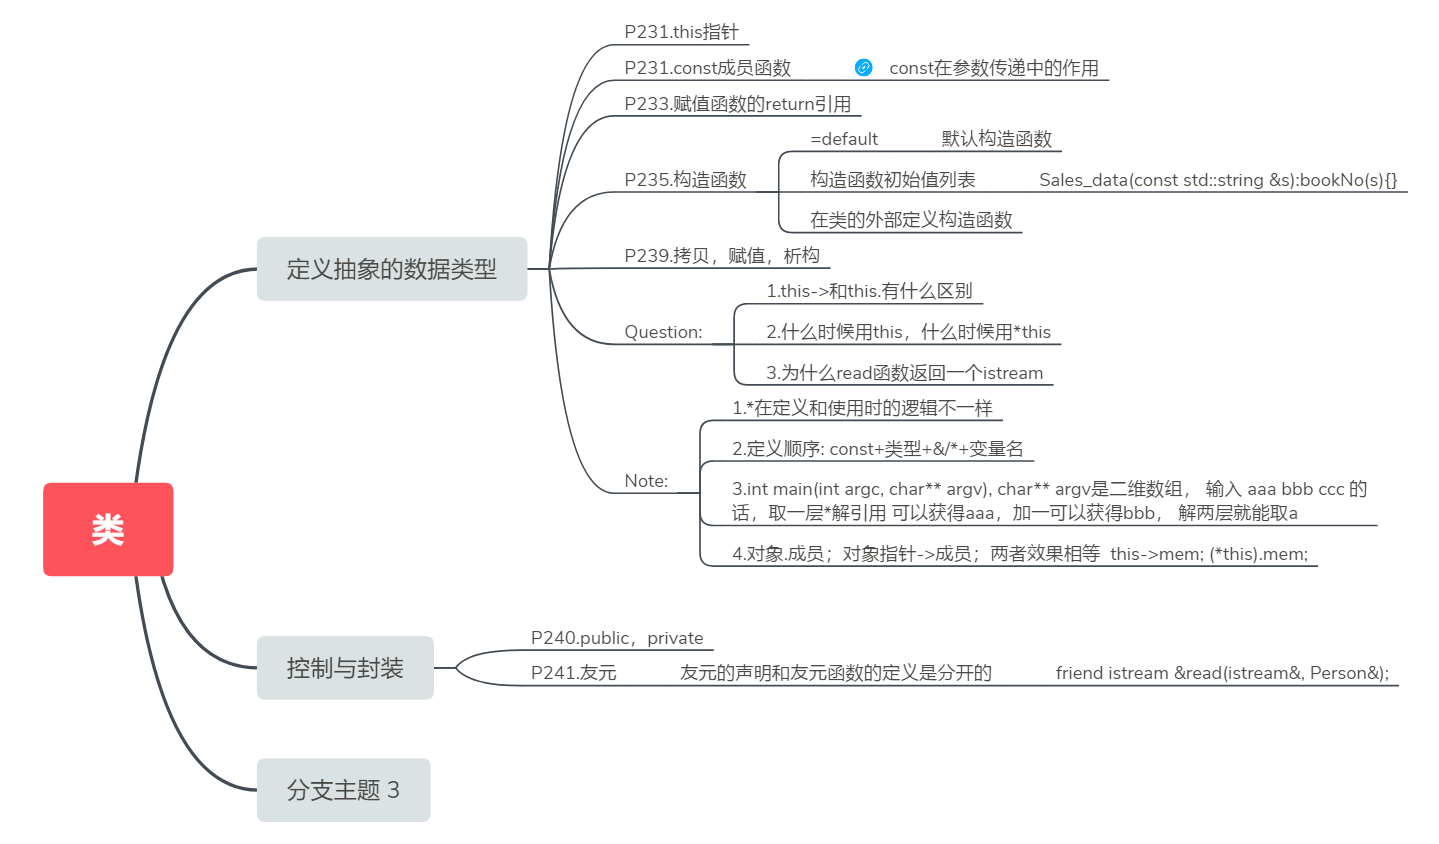 P231.this指针
P231.const成员函数
const在参数传递中的作用
P233.赋值函数的return引用
=default
默认构造函数
P235.构造函数
构造函数初始值列表
Sales_data(const std::string &s):bookNo(s){}
在类的外部定义构造函数
P239.拷贝，赋值，析构
定义抽象的数据类型
1.this->和this.有什么区别
Question:
2.什么时候用this，什么时候用*this
3.为什么read函数返回一个istream
1.*在定义和使用时的逻辑不一样
2.定义顺序: const+类型+&/*+变量名
Note:
3.int main(int argc, char** argv), char** argv是二维数组， 输入 aaa bbb ccc 的
话，取一层*解引用 可以获得aaa，加一可以获得bbb， 解两层就能取a
4.对象.成员；对象指针->成员；两者效果相等 this->mem; (*this).mem;
类
P240.public，private
控制与封装
P241.友元
友元的声明和友元函数的定义是分开的
friend istream &read(istream&, Person&);
分支主题 3